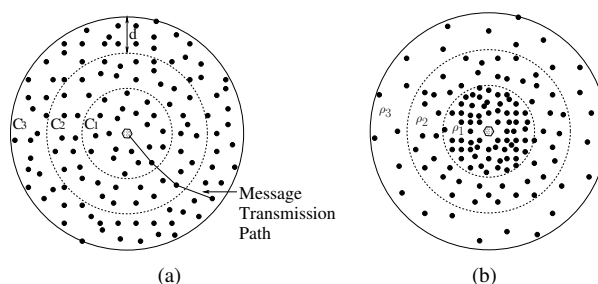 d
C₃ C₂ C₁
Message
Transmission
Path
(a)
ρ₃
ρ₂
ρ₁
(b)